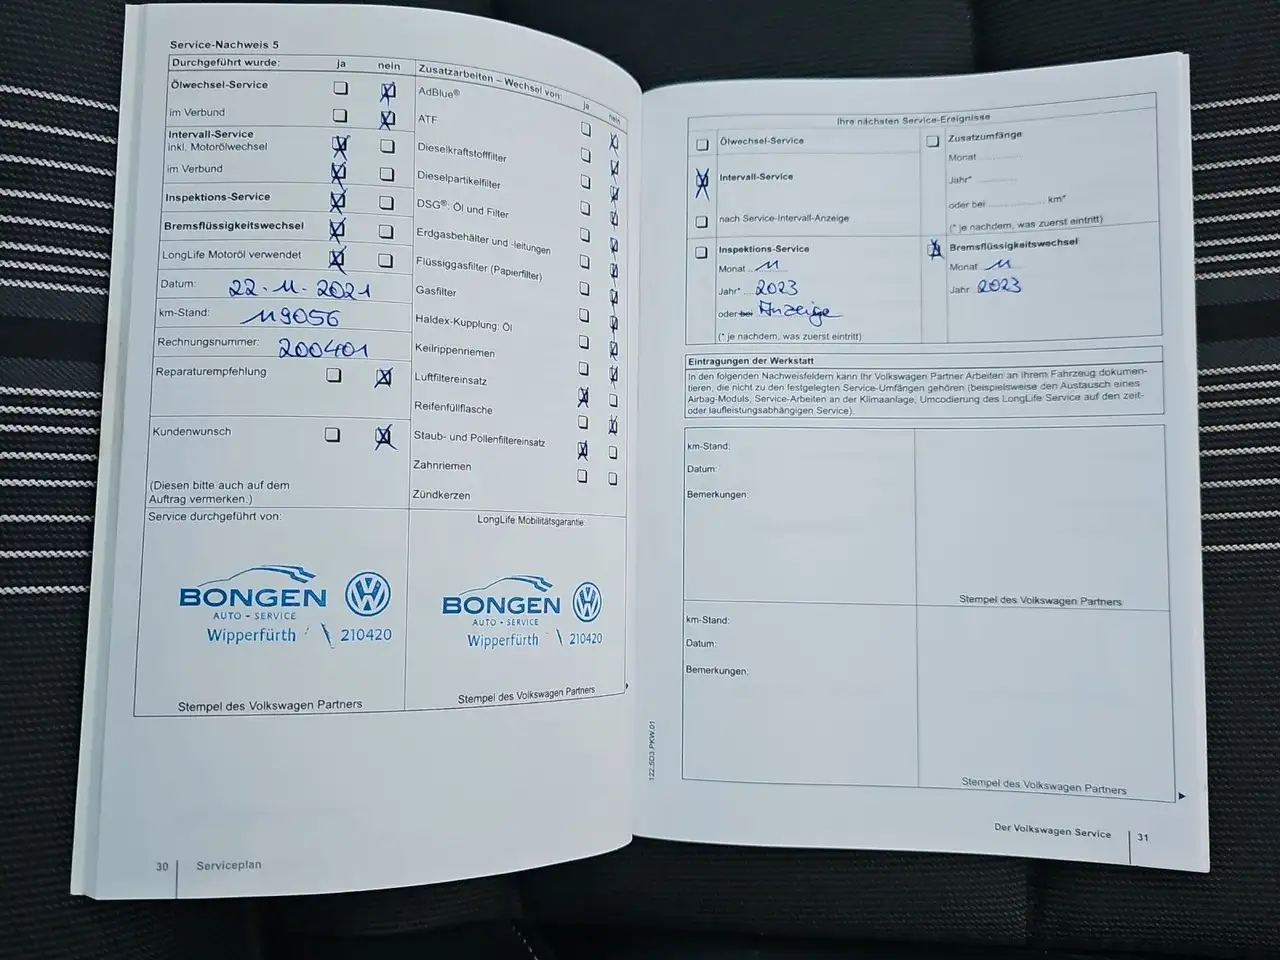 Service-Nachweis 5
Durchgeführt wurde: ja nein
Ölwechsel-Service
im Verbund
Intervall-Service
inkl. Motorölwechsel
im Verbund
Inspektions-Service
Bremsflüssigkeitswechsel
LongLife Motoröl verwendet
Datum: 22.11.2021
km-Stand: 119056
Rechnungsnummer: 200401
Reparaturempfehlung
Kundenwunsch
(Diesen bitte auch auf dem
Auftrag vermerken.)
Zusatzarbeiten – Wechsel von: ja nein
AdBlue®
ATF
Dieselkraftstofffilter
Dieselpartikelfilter
DSG®: Öl und Filter
Erdgasbehälter und -leitungen
Flüssiggasfilter (Papierfilter)
Gasfilter
Haldex-Kupplung: Öl
Keilrippenriemen
Luftfiltereinsatz
Reifenfüllflasche
Staub- und Pollenfiltereinsatz
Zahnriemen
Zündkerzen
Service durchgeführt von:
BONGEN
AUTO - SERVICE
Wipperfürth 210420
Stempel des Volkswagen Partners
LongLife Mobilitätsgarantie:
BONGEN
AUTO - SERVICE
Wipperfürth 210420
Stempel des Volkswagen Partners
30 Serviceplan
Ihre nächsten Service-Ereignisse
Ölwechsel-Service
Intervall-Service
nach Service-Intervall-Anzeige
Zusatzumfänge
Monat
Jahr*
oder bei km*
(* je nachdem, was zuerst eintritt)
Inspektions-Service
Monat 11
Jahr* 2023
oder bei Anzeige
(* je nachdem, was zuerst eintritt)
Bremsflüssigkeitswechsel
Monat 11
Jahr 2023
Eintragungen der Werkstatt
In den folgenden Nachweisfeldern kann Ihr Volkswagen Partner Arbeiten an Ihrem Fahrzeug dokumen-
tieren, die nicht zu den festgelegten Service-Umfängen gehören (beispielsweise den Austausch eines
Airbag-Moduls, Service-Arbeiten an der Klimaanlage, Umcodierung des LongLife Service auf den zeit-
oder laufleistungsabhängigen Service).
km-Stand:
Datum:
Bemerkungen:
Stempel des Volkswagen Partners
km-Stand:
Datum:
Bemerkungen:
Stempel des Volkswagen Partners
122.5D3.PKW.01
Der Volkswagen Service 31